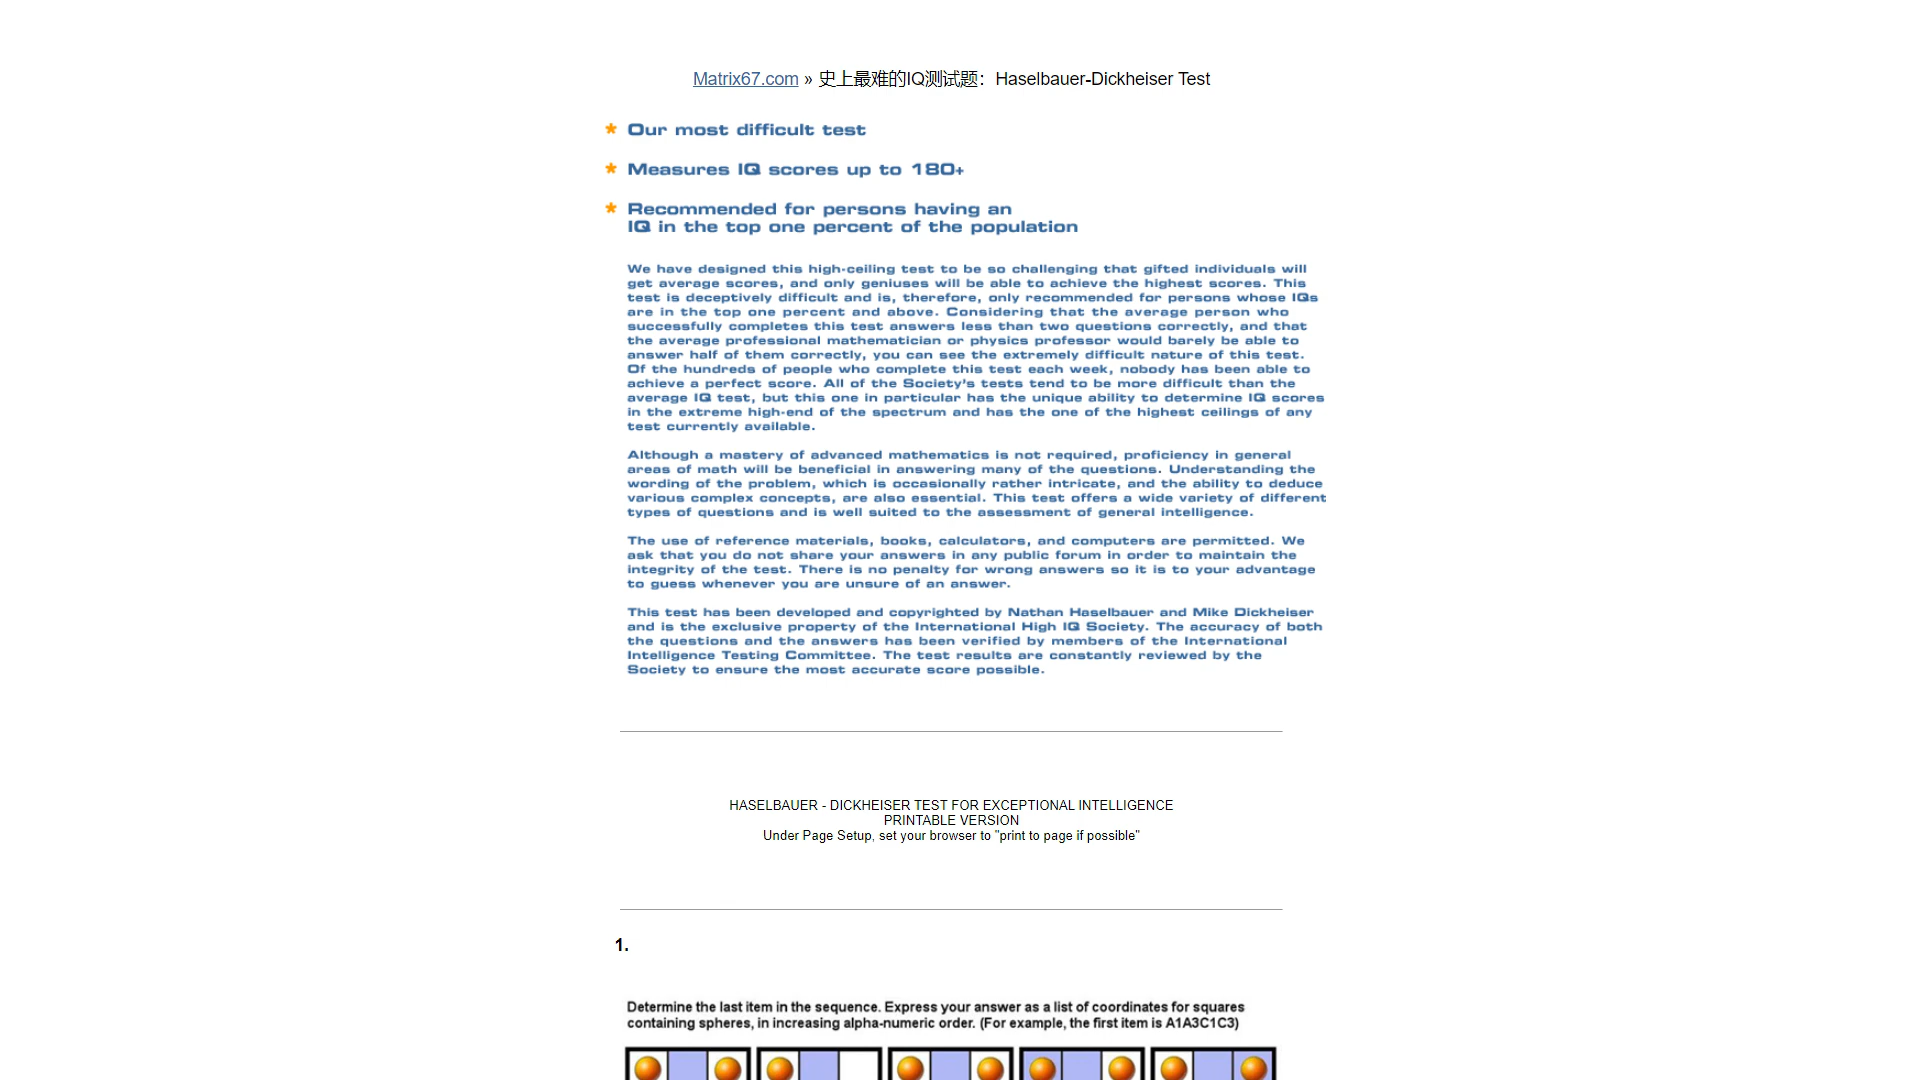 Matrix67.com » 史上最难的IQ测试题：Haselbauer-Dickheiser Test
* Our most difficult test
* Measures IQ scores up to 180+
* Recommended for persons having an
IQ in the top one percent of the population
We have designed this high-ceiling test to be so challenging that gifted individuals will
get average scores, and only geniuses will be able to achieve the highest scores. This
test is deceptively difficult and is, therefore, only recommended for persons whose IQs
are in the top one percent and above. Considering that the average person who
successfully completes this test answers less than two questions correctly, and that
the average professional mathematician or physics professor would barely be able to
answer half of them correctly, you can see the extremely difficult nature of this test.
Of the hundreds of people who complete this test each week, nobody has been able to
achieve a perfect score. All of the Society's tests tend to be more difficult than the
average IQ test, but this one in particular has the unique ability to determine IQ scores
in the extreme high-end of the spectrum and has the one of the highest ceilings of any
test currently available.
Although a mastery of advanced mathematics is not required, proficiency in general
areas of math will be beneficial in answering many of the questions. Understanding the
wording of the problem, which is occasionally rather intricate, and the ability to deduce
various complex concepts, are also essential. This test offers a wide variety of different
types of questions and is well suited to the assessment of general intelligence.
The use of reference materials, books, calculators, and computers are permitted. We
ask that you do not share your answers in any public forum in order to maintain the
integrity of the test. There is no penalty for wrong answers so it is to your advantage
to guess whenever you are unsure of an answer.
This test has been developed and copyrighted by Nathan Haselbauer and Mike Dickheiser
and is the exclusive property of the International High IQ Society. The accuracy of both
the questions and the answers has been verified by members of the International
Intelligence Testing Committee. The test results are constantly reviewed by the
Society to ensure the most accurate score possible.
HASELBAUER - DICKHEISER TEST FOR EXCEPTIONAL INTELLIGENCE
PRINTABLE VERSION
Under Page Setup, set your browser to "print to page if possible"
1.
Determine the last item in the sequence. Express your answer as a list of coordinates for squares
containing spheres, in increasing alpha-numeric order. (For example, the first item is A1A3C1C3)